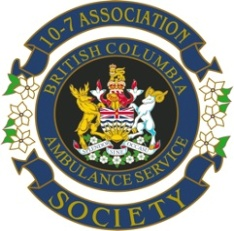 10-7 ASSOCIATION
BRITISH COLUMBIA
AMBULANCE SERVICE
SOCIETY